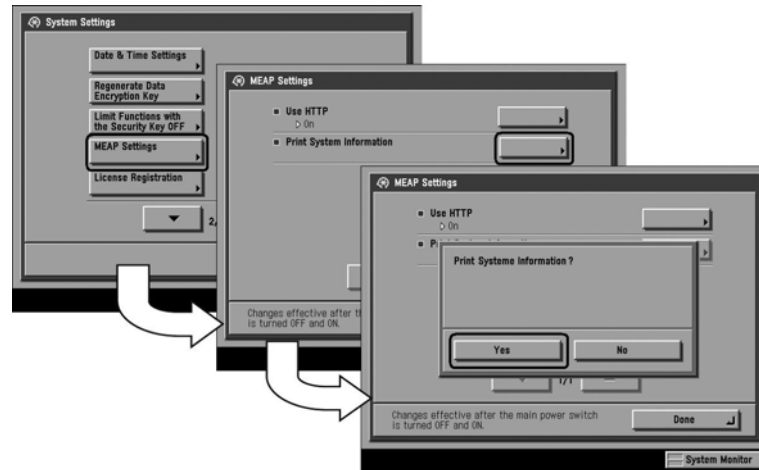 System Settings
Date & Time Settings
Regenerate Data
Encryption Key
Limit Functions with
the Security Key OFF
MEAP Settings
License Registration
2/
MEAP Settings
Use HTTP
On
Print System Information
Changes effective after th
is turned OFF and ON.
MEAP Settings
Use HTTP
On
P
Print Systeme Information ?
Yes
No
1/1
Changes effective after the main power switch
is turned OFF and ON.
Done
System Monitor